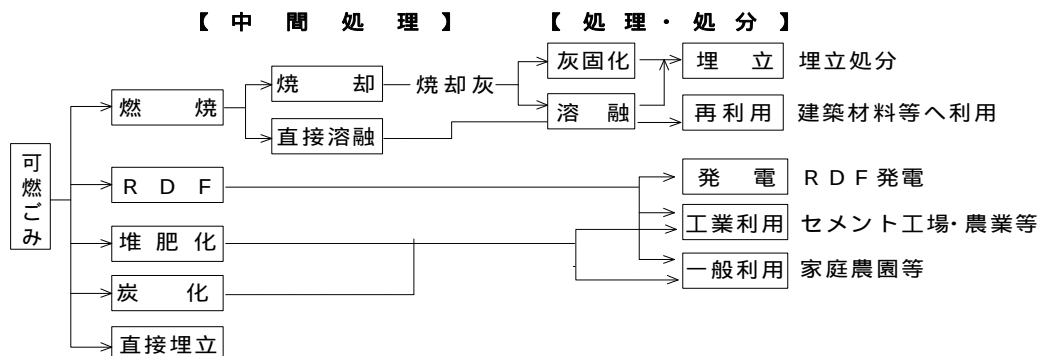 【中間処理】 【処理・処分】
灰固化 埋立 埋立処分
焼却 焼却灰
燃焼 溶融 再利用 建築材料等へ利用
直接溶融
可燃ごみ
RDF 発電 RDF発電
堆肥化 工業利用 セメント工場・農業等
炭化 一般利用 家庭農園等
直接埋立